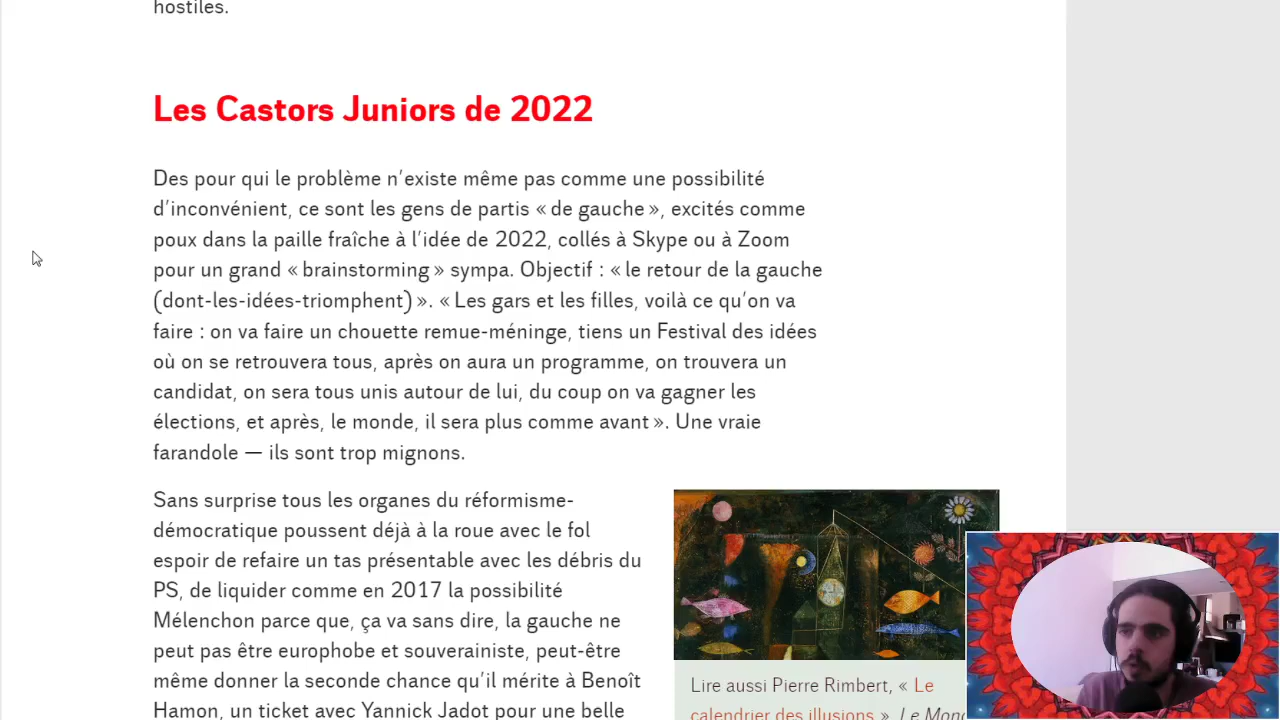 hostiles.
Les Castors Juniors de 2022
Des pour qui le problème n’existe même pas comme une possibilité
d’inconvénient, ce sont les gens de partis « de gauche », excités comme
poux dans la paille fraîche à l’idée de 2022, collés à Skype ou à Zoom
pour un grand « brainstorming » sympa. Objectif : « le retour de la gauche
(dont-les-idées-triomphent) ». « Les gars et les filles, voilà ce qu’on va
faire : on va faire un chouette remue-méninge, tiens un Festival des idées
où on se retrouvera tous, après on aura un programme, on trouvera un
candidat, on sera tous unis autour de lui, du coup on va gagner les
élections, et après, le monde, il sera plus comme avant ». Une vraie
farandole — ils sont trop mignons.
Sans surprise tous les organes du réformisme-
démocratique poussent déjà à la roue avec le fol
espoir de refaire un tas présentable avec les débris du
PS, de liquider comme en 2017 la possibilité
Mélenchon parce que, ça va sans dire, la gauche ne
peut pas être europhobe et souverainiste, peut-être
même donner la seconde chance qu’il mérite à Benoît
Hamon, un ticket avec Yannick Jadot pour une belle
Lire aussi Pierre Rimbert, « Le
calendrier des illusions », Le Mon